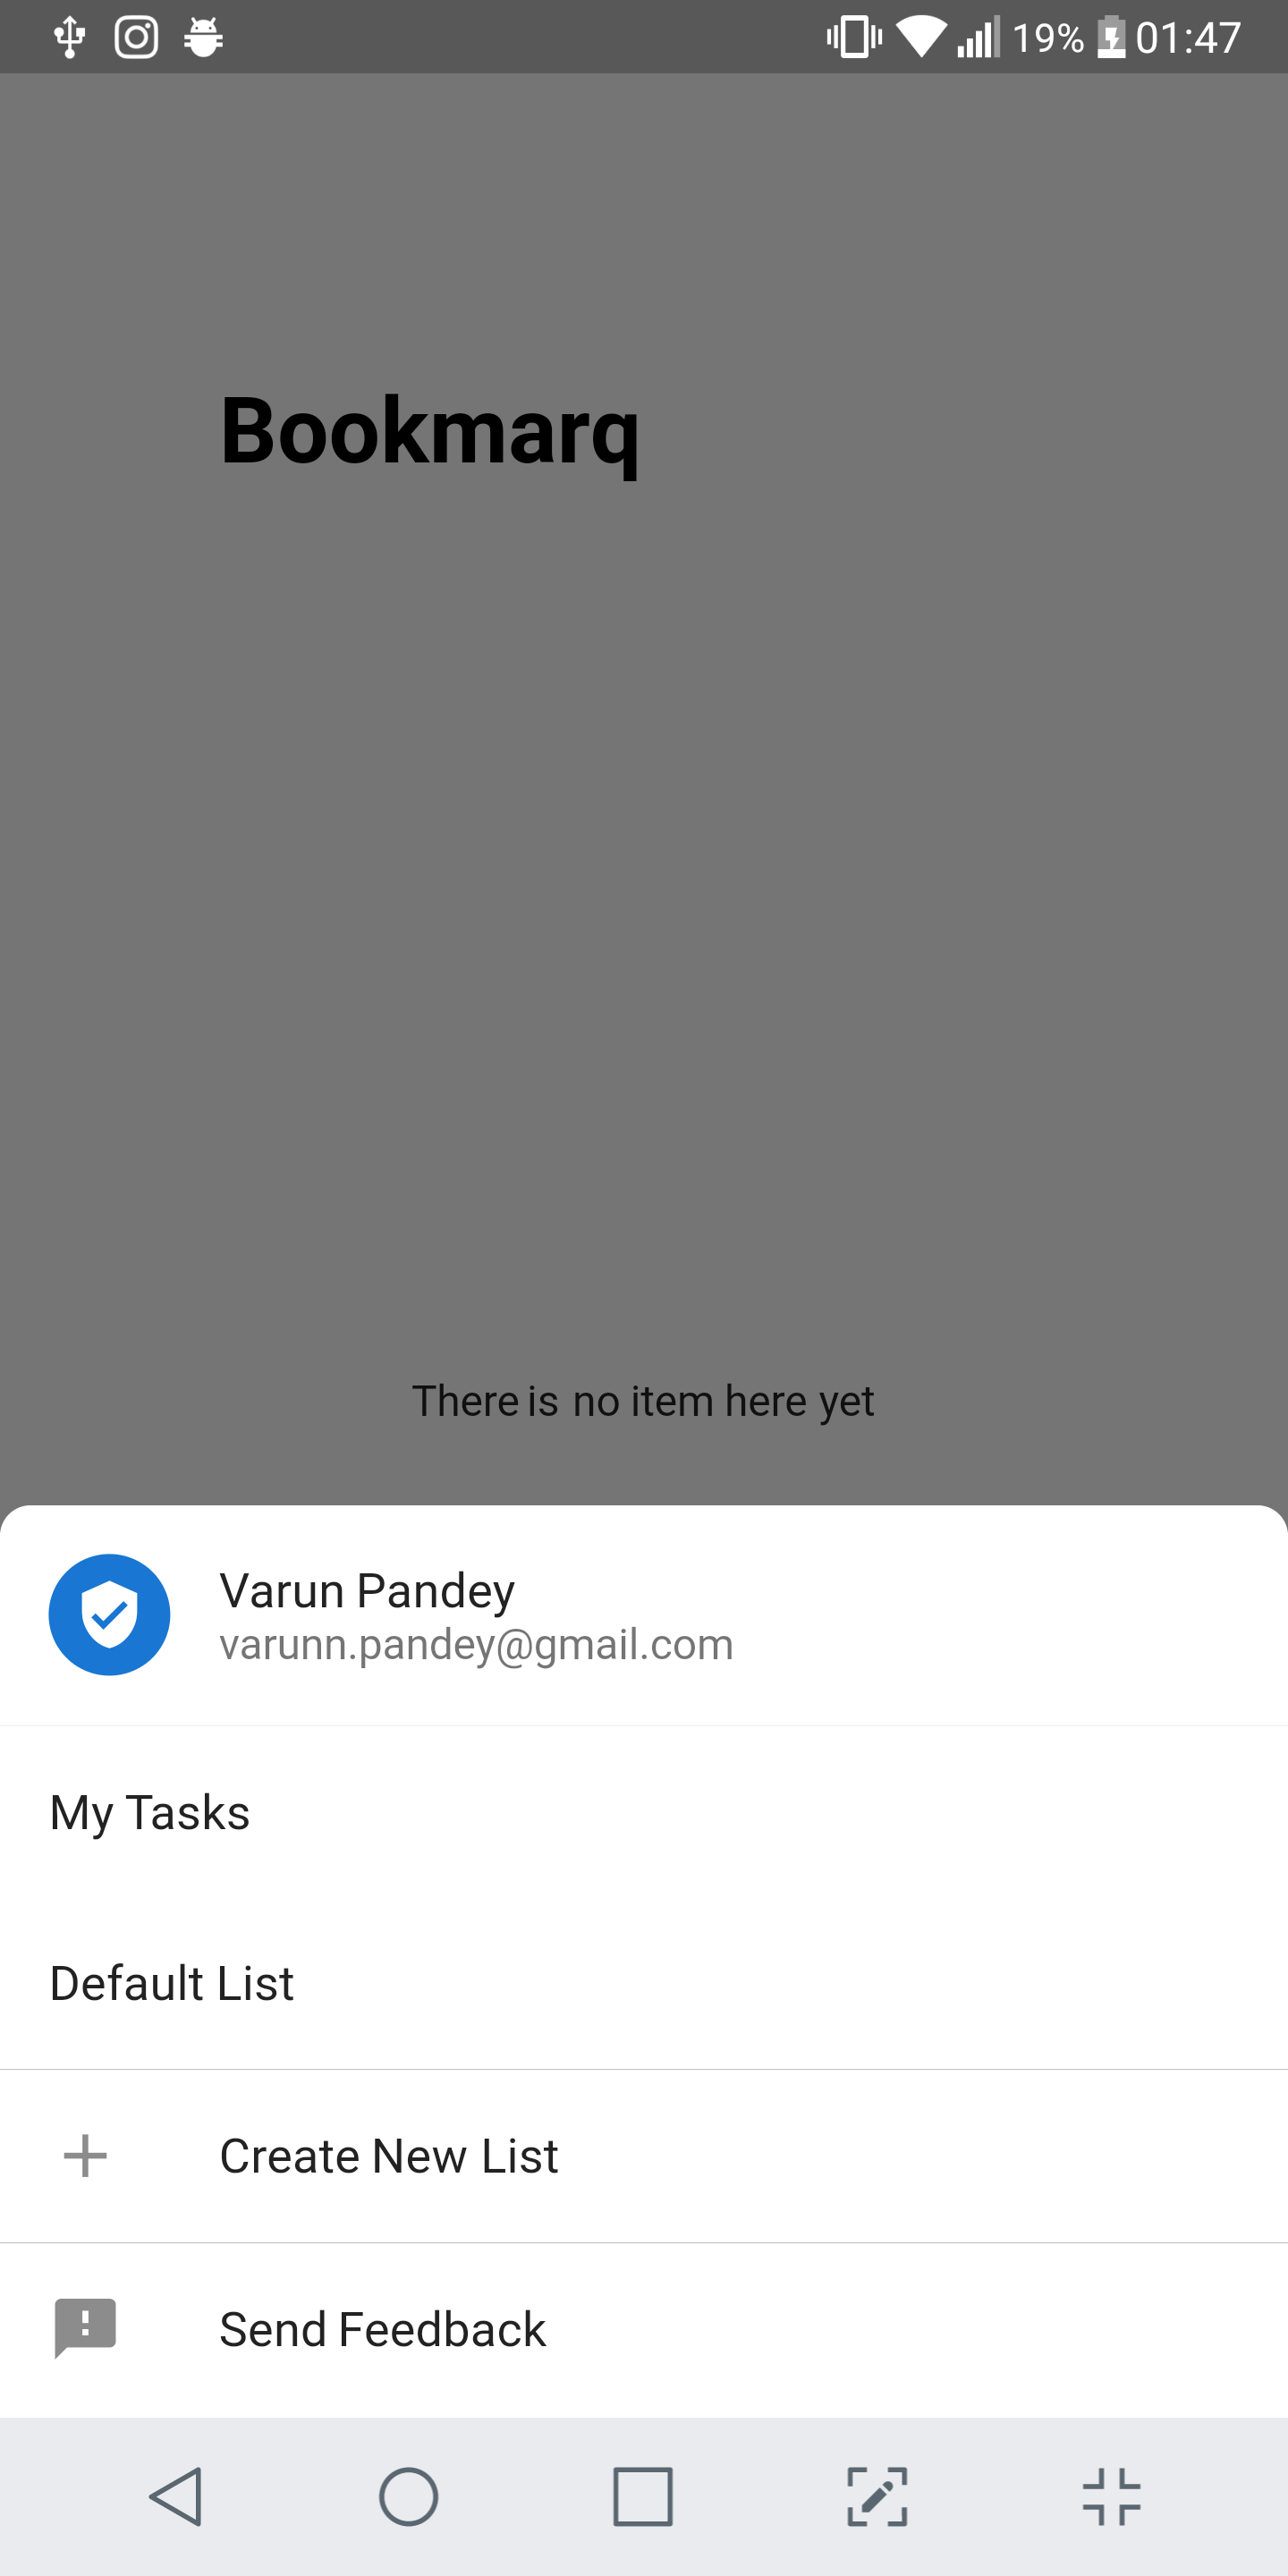 19% 01:47
Bookmarq
There is no item here yet
Varun Pandey
varunn.pandey@gmail.com
My Tasks
Default List
Create New List
Send Feedback